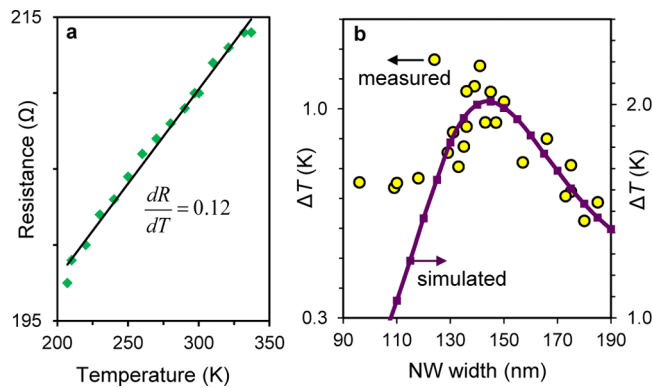 a
215
195
Resistance (Ω)
dR/dT = 0.12
200 250 300 350
Temperature (K)
b
measured
simulated
1.0
0.3
ΔT (K)
2.0
1.0
ΔT (K)
90 110 130 150 170 190
NW width (nm)